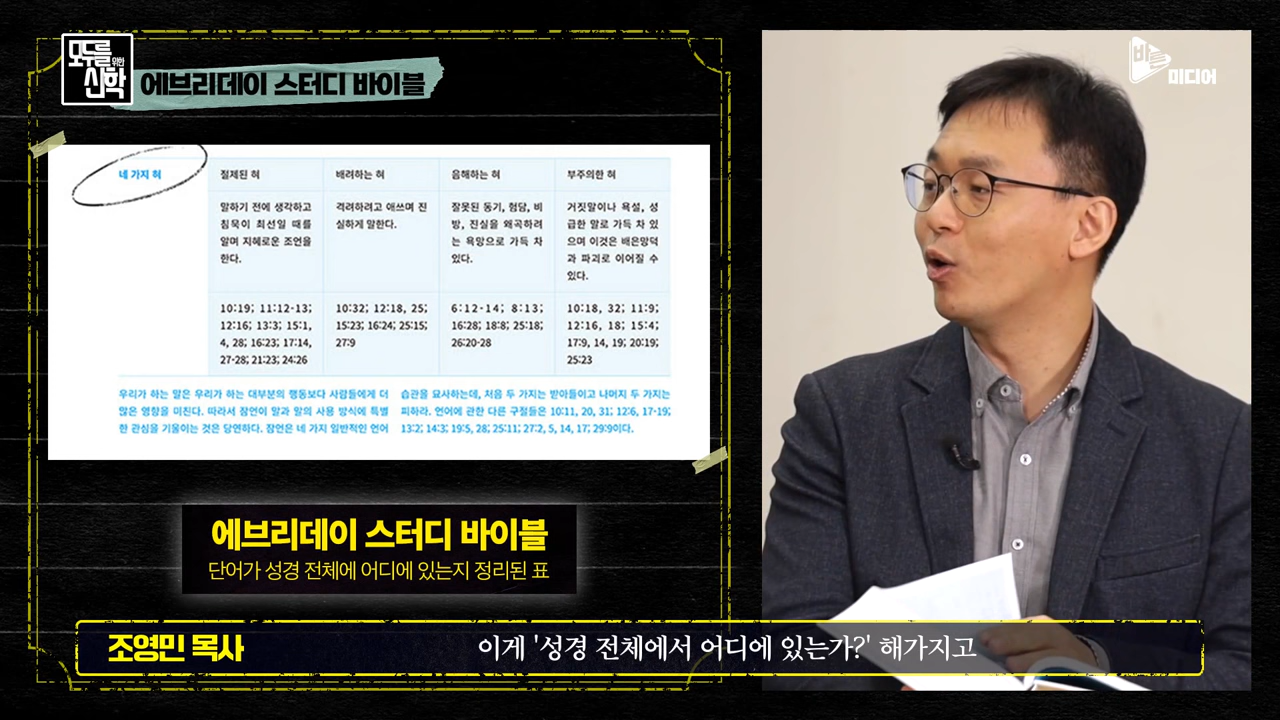 모두를 위한
신학
에브리데이 스터디 바이블
바른
미디어
네 가지 혀
절제된 혀
배려하는 혀
음해하는 혀
부주의한 혀
말하기 전에 생각하고
침묵이 최선일 때를
알며 지혜로운 조언을
한다.
격려하려고 애쓰며 진
실하게 말한다.
잘못된 동기, 험담, 비
방, 진실을 왜곡하려
는 욕망으로 가득 차
있다.
거짓말이나 욕설, 성
급한 말로 가득 차 있
으며 이것은 배은망덕
과 파괴로 이어질 수
있다.
10:19; 11:12-13;
12:16; 13:3; 15:1,
4, 28; 16:23; 17:14,
27-28; 21:23; 24:26
10:32; 12:18, 25;
15:23; 16:24; 25:15;
27:9
6:12-14; 8:13;
16:28; 18:8; 25:18;
26:20-28
10:18, 32; 11:9;
12:16, 18; 15:4;
17:9, 14, 19; 20:19;
25:23
우리가 하는 말은 우리가 하는 대부분의 행동보다 사람들에게 더
많은 영향을 미친다. 따라서 잠언이 말과 말의 사용 방식에 특별
한 관심을 기울이는 것은 당연하다. 잠언은 네 가지 일반적인 언어
습관을 묘사하는데, 처음 두 가지는 받아들이고 나머지 두 가지는
피하라. 언어에 관한 다른 구절들은 10:11, 20, 31; 12:6, 17-19;
13:2; 14:3; 19:5, 28; 25:11; 27:2, 5, 14, 17; 29:9이다.
에브리데이 스터디 바이블
단어가 성경 전체에 어디에 있는지 정리된 표
조영민 목사
이게 '성경 전체에서 어디에 있는가?' 해가지고